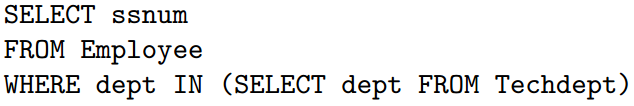 SELECT ssnum
FROM Employee
WHERE dept IN (SELECT dept FROM Techdept)